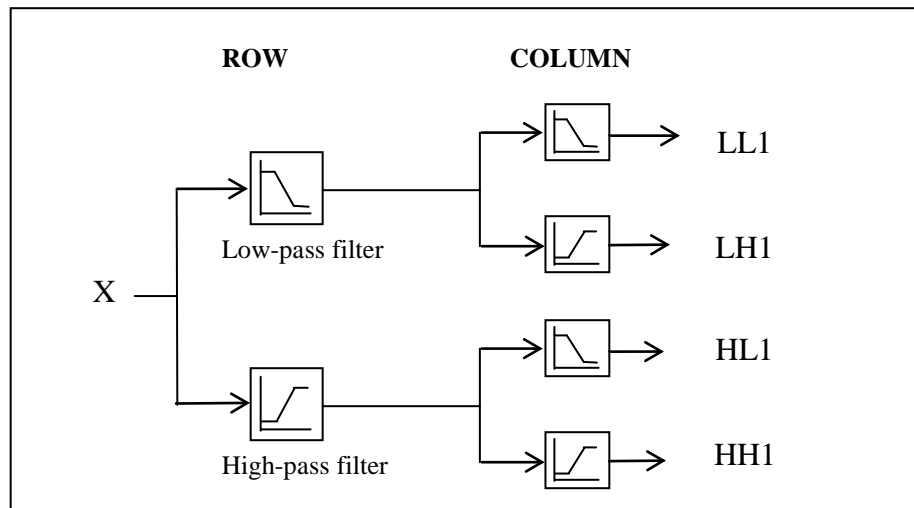 ROW COLUMN
LL1
Low-pass filter LH1
X
HL1
High-pass filter HH1